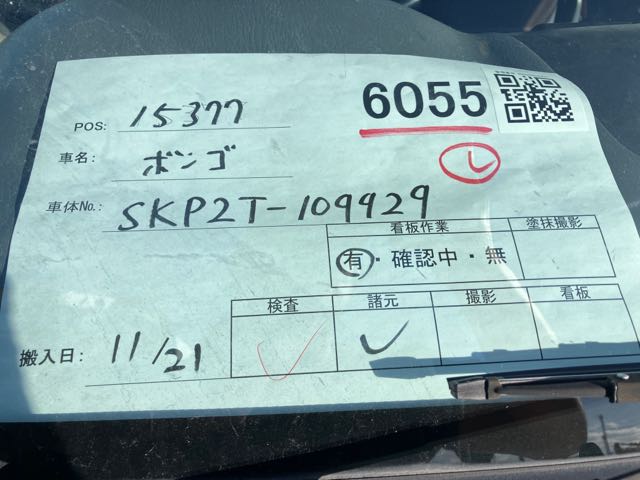 POS: 15377
6055
車名: ボンゴ
レ
車体No.: SKP2T-109929
看板作業 塗抹撮影
有・確認中・無
検査 諸元 撮影 看板
搬入日: 11/21